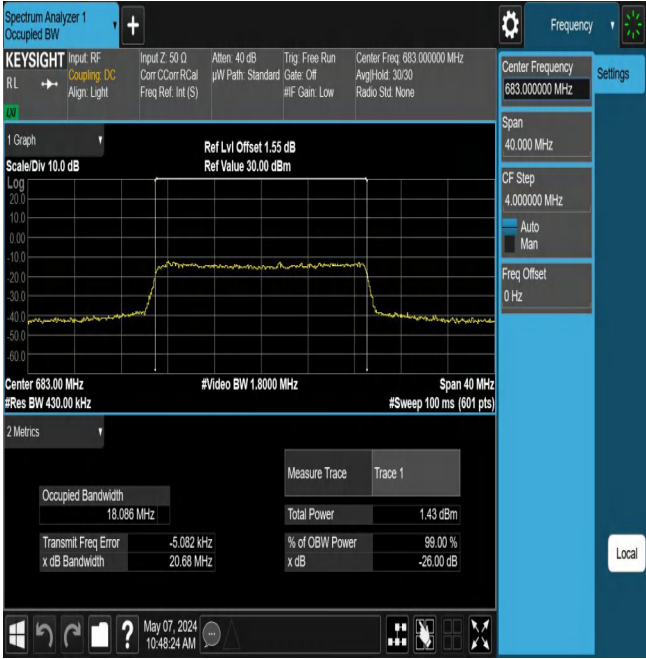 Spectrum Analyzer 1
Occupied BW
Frequency
KEYSIGHT
RL
LXI
Input: RF
Coupling: DC
Align: Light
Input Z: 50 Ω
Corr CCorr RCal
Freq Ref: Int (S)
Atten: 40 dB
µW Path: Standard
Trig: Free Run
Gate: Off
#IF Gain: Low
Center Freq: 683.000000 MHz
Avg|Hold: 30/30
Radio Std: None
Center Frequency
683.000000 MHz
Settings
Span
40.000 MHz
CF Step
4.000000 MHz
Auto
Man
Freq Offset
0 Hz
1 Graph
Scale/Div 10.0 dB
Ref Lvl Offset 1.55 dB
Ref Value 30.00 dBm
Log
20.0
10.0
0.00
-10.0
-20.0
-30.0
-40.0
-50.0
-60.0
Center 683.00 MHz
#Video BW 1.8000 MHz
Span 40 MHz
#Res BW 430.00 kHz
#Sweep 100 ms (601 pts)
2 Metrics
Measure Trace
Trace 1
Occupied Bandwidth
18.086 MHz
Total Power
1.43 dBm
Transmit Freq Error
-5.082 kHz
% of OBW Power
99.00 %
x dB Bandwidth
20.68 MHz
x dB
-26.00 dB
Local
?
May 07, 2024
10:48:24 AM